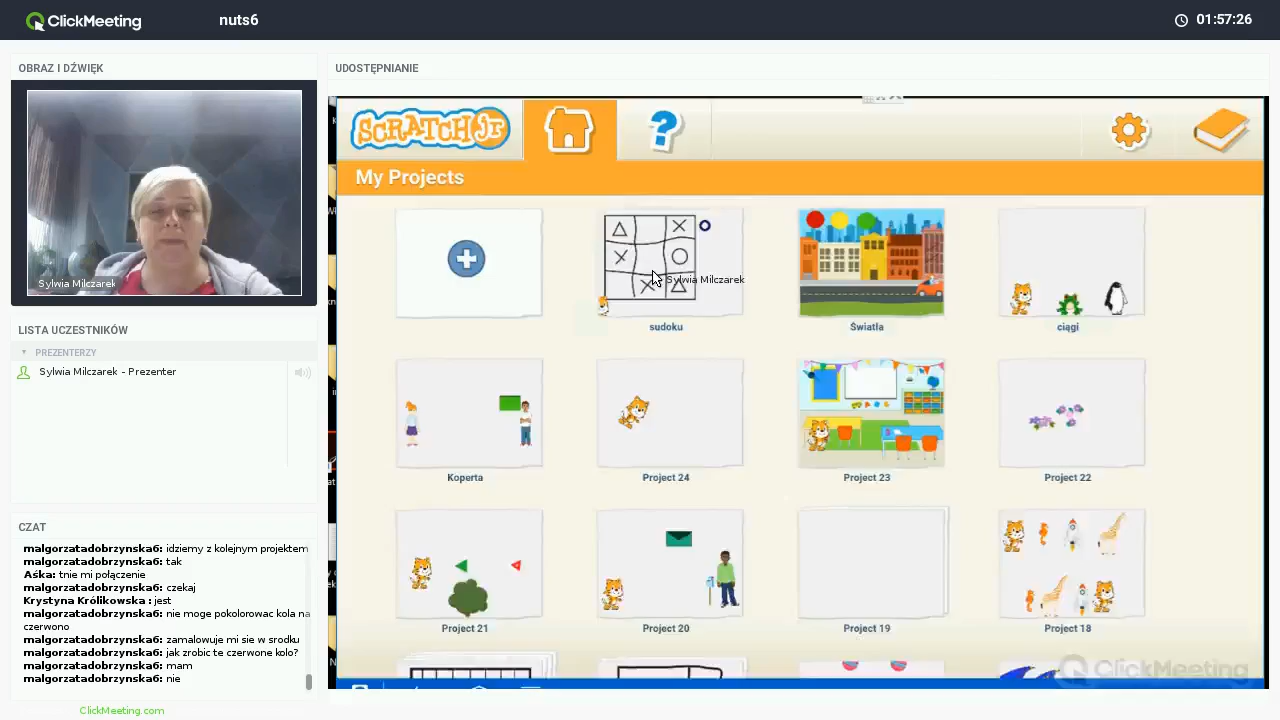 ClickMeeting
nuts6
01:57:26
OBRAZ I DŹWIĘK
Sylwia Milczarek
LISTA UCZESTNIKÓW
PREZENTERZY
Sylwia Milczarek - Prezenter
CZAT
malgorzatadobrzynska6: idziemy z kolejnym projektem
malgorzatadobrzynska6: tak
Aśka: tnie mi połączenie
malgorzatadobrzynska6: czekaj
Krystyna Królikowska : jest
malgorzatadobrzynska6: nie moge pokolorowac kola na
czerwono
malgorzatadobrzynska6: zamalowuje mi sie w srodku
malgorzatadobrzynska6: jak zrobic te czerwone kolo?
malgorzatadobrzynska6: mam
malgorzatadobrzynska6: nie
ClickMeeting.com
UDOSTĘPNIANIE
SCRATCHJr
?
My Projects
Sylwia Milczarek
sudoku
Światła
ciągi
Koperta
Project 24
Project 23
Project 22
Project 21
Project 20
Project 19
Project 18
ClickMeeting